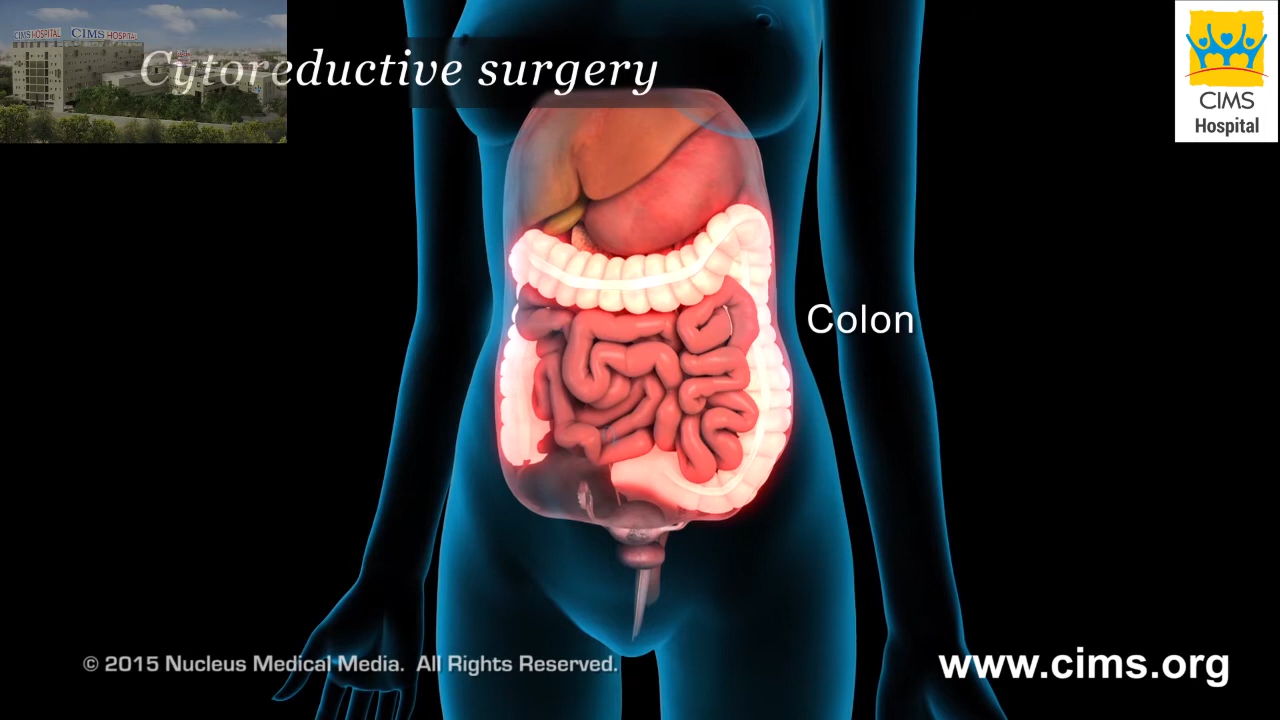 CIMS HOSPITAL CIMS HOSPITAL
Cytoreductive surgery
CIMS
Hospital
Colon
© 2015 Nucleus Medical Media. All Rights Reserved.
www.cims.org